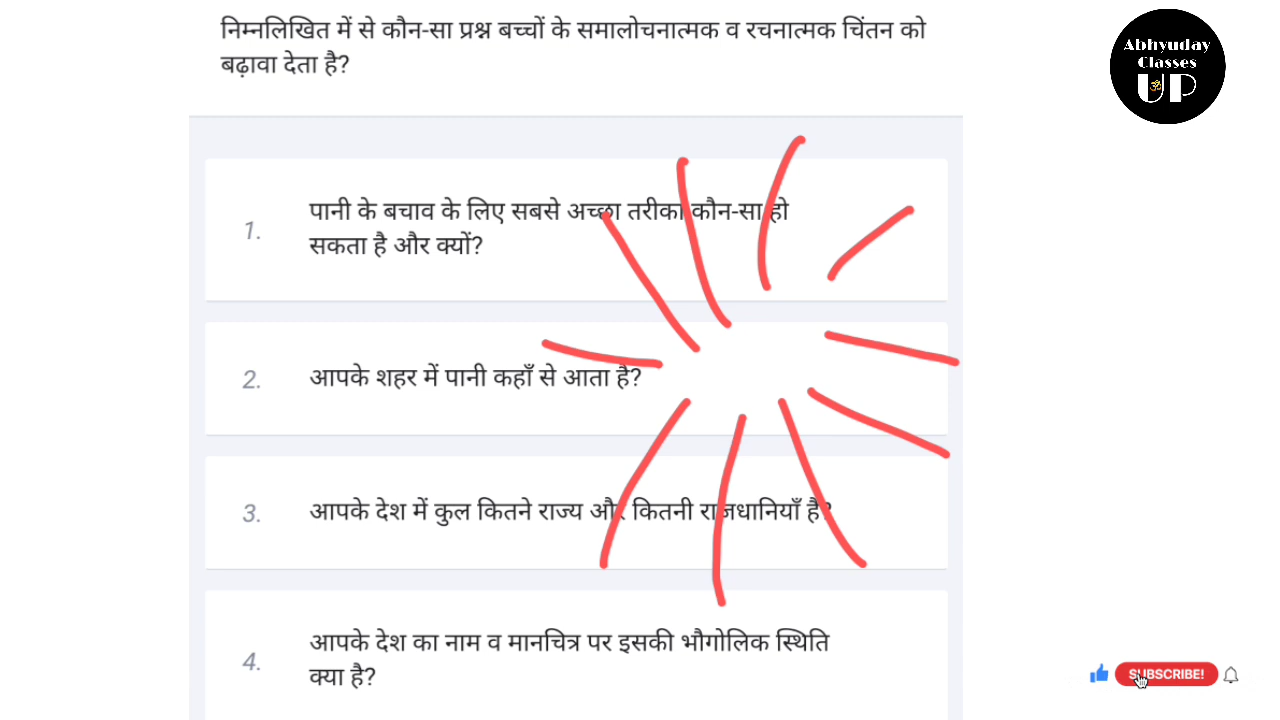 निम्नलिखित में से कौन-सा प्रश्न बच्चों के समालोचनात्मक व रचनात्मक चिंतन को
बढ़ावा देता है?
Abhyuday
Classes
UP
1.
पानी के बचाव के लिए सबसे अच्छा तरीका कौन-सा हो
सकता है और क्यों?
2.
आपके शहर में पानी कहाँ से आता है?
3.
आपके देश में कुल कितने राज्य और कितनी राजधानियाँ है?
4.
आपके देश का नाम व मानचित्र पर इसकी भौगोलिक स्थिति
क्या है?
SUBSCRIBE!